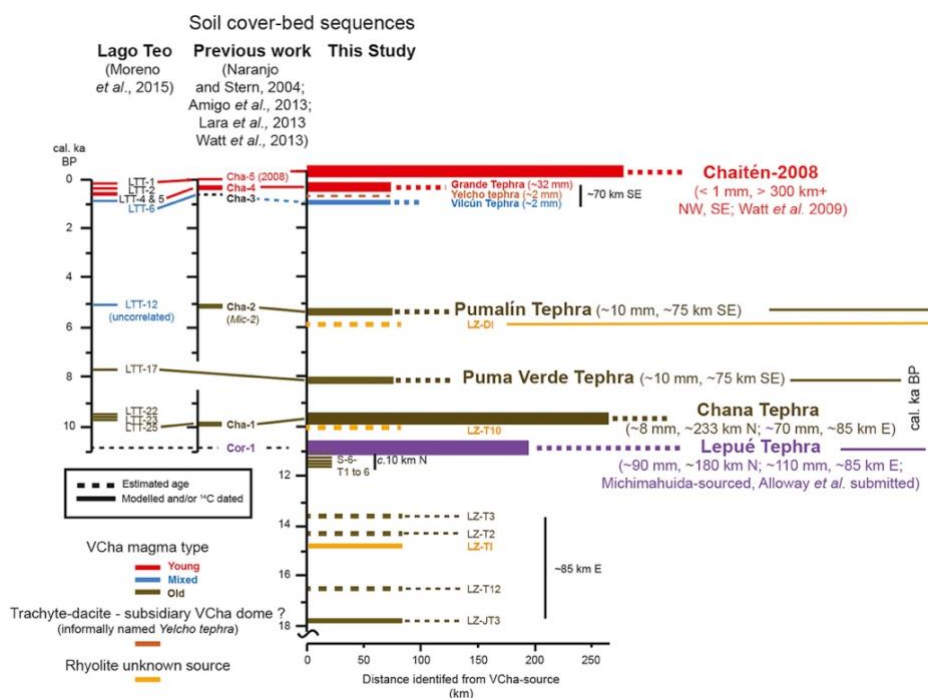 Soil cover-bed sequences
Lago Teo
(Moreno
et al., 2015)
Previous work
(Naranjo
and Stern, 2004;
Amigo et al., 2013;
Lara et al., 2013
Watt et al., 2013)
This Study
cal. ka
BP
0
2
4
6
8
10
12
14
16
18
LTT-1
LTT-2
LTT-4 & 5
LTT-6
LTT-12
(uncorrelated)
LTT-17
LTT-22
LTT-23
LTT-25
Cha-5 (2008)
Cha-4
Cha-3
Cha-2
(Mic-2)
Cha-1
Cor-1
Chaitén-2008
(< 1 mm, > 300 km+
NW, SE; Watt et al. 2009)
Grande Tephra (~32 mm)
Yelcho tephra (~2 mm)
Vilcún Tephra (~2 mm)
~70 km SE
Pumalín Tephra (~10 mm, ~75 km SE)
LZ-DI
Puma Verde Tephra (~10 mm, ~75 km SE)
Chana Tephra
(~8 mm, ~233 km N; ~70 mm, ~85 km E)
LZ-T10
Lepué Tephra
(~90 mm, ~180 km N; ~110 mm, ~85 km E;
Michimahuida-sourced, Alloway et al. submitted)
cal. ka BP
S-6-
T1 to 6
c.10 km N
LZ-T3
LZ-T2
LZ-TI
LZ-T12
LZ-JT3
~85 km E
0
50
100
150
200
250
Distance identifed from VCha-source
(km)
Estimated age
Modelled and/or ¹⁴C dated
VCha magma type
Young
Mixed
Old
Trachyte-dacite - subsidiary VCha dome ?
(informally named Yelcho tephra)
Rhyolite unknown source